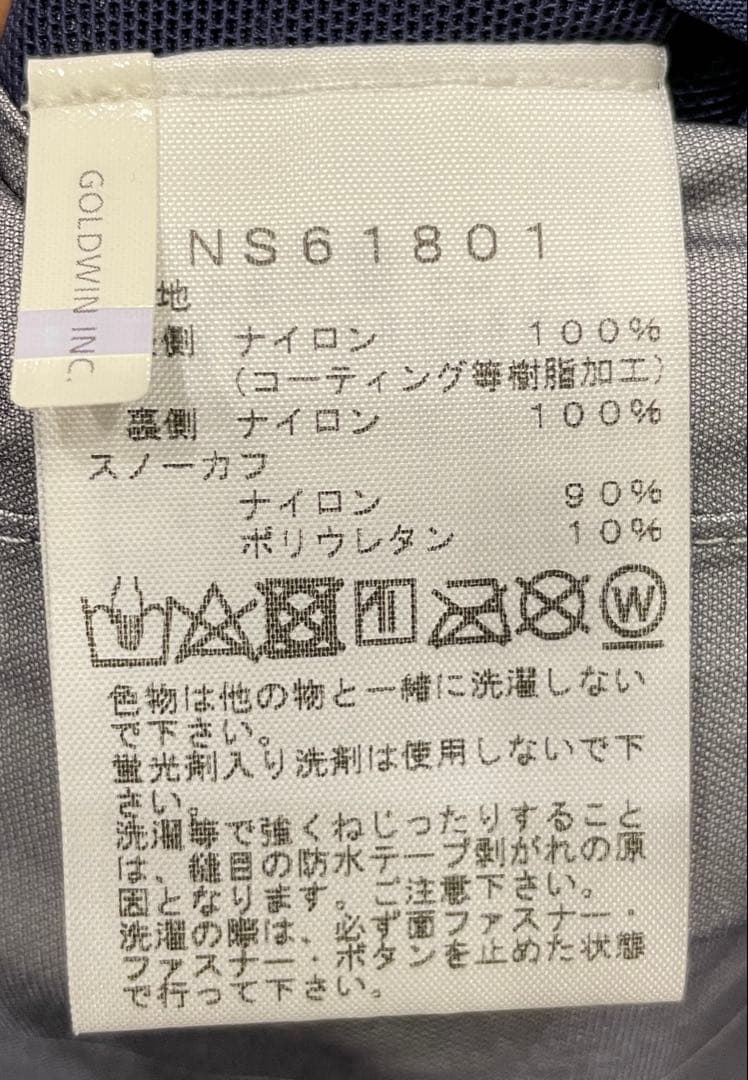 GOLDWIN INC.
NS61801
地
側 ナイロン 100%
(コーティング等樹脂加工)
裏側 ナイロン 100%
スノーカフ
ナイロン 90%
ポリウレタン 10%
W
色物は他の物と一緒に洗濯しない
で下さい。
蛍光剤入り洗剤は使用しないで下
さい。
洗濯等で強くねじったりすること
は、縫目の防水テープ剥がれの原
因となります。ご注意下さい。
洗濯の際は、必ず面ファスナー・
ファスナー・ボタンを止めた状態
で行って下さい。